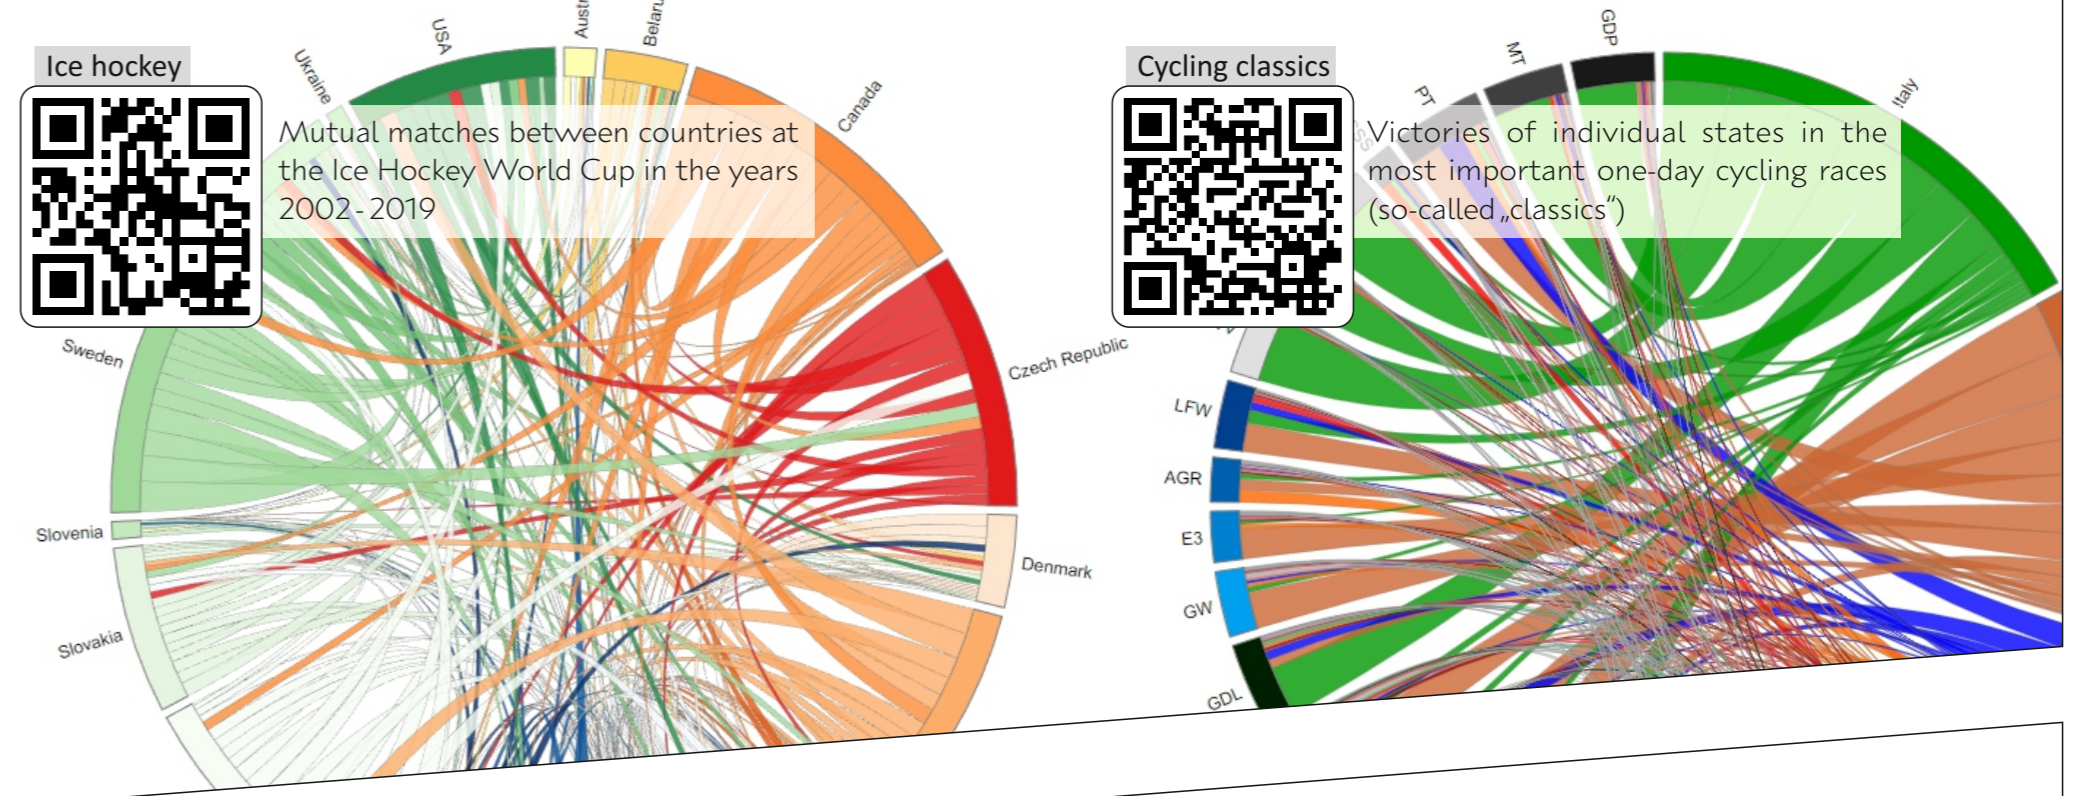 Ice hockey
Mutual matches between countries at
the Ice Hockey World Cup in the years
2002-2019
Ukraine
USA
Canada
Czech Republic
Denmark
Sweden
Slovenia
Slovakia
Cycling classics
Victories of individual states in the
most important one-day cycling races
(so-called „classics“)
PT
MT
GDP
Italy
LFW
AGR
E3
GW
GDL